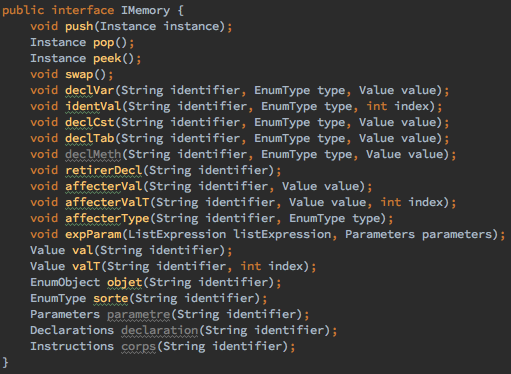 public interface IMemory {
void push(Instance instance);
Instance pop();
Instance peek();
void swap();
void declVar(String identifier, EnumType type, Value value);
void identVal(String identifier, EnumType type, int index);
void declCst(String identifier, EnumType type, Value value);
void declTab(String identifier, EnumType type, Value value);
void declMeth(String identifier, EnumType type, Value value);
void retirerDecl(String identifier);
void affecterVal(String identifier, Value value);
void affecterValT(String identifier, Value value, int index);
void affecterType(String identifier, EnumType type);
void expParam(ListExpression listExpression, Parameters parameters);
Value val(String identifier);
Value valT(String identifier, int index);
EnumObject objet(String identifier);
EnumType sorte(String identifier);
Parameters parametre(String identifier);
Declarations declaration(String identifier);
Instructions corps(String identifier);
}